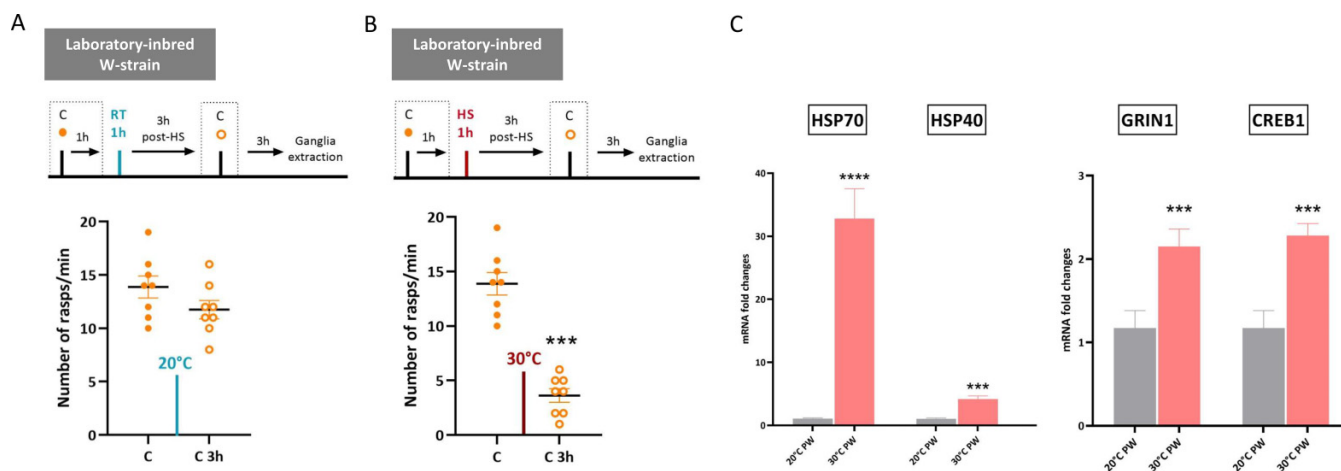 A
Laboratory-inbred
W-strain
C
1h
RT
1h
3h
post-HS
C
3h
Ganglia
extraction
Number of rasps/min
20
15
10
5
0
20°C
C
C 3h
B
Laboratory-inbred
W-strain
C
1h
HS
1h
3h
post-HS
C
3h
Ganglia
extraction
Number of rasps/min
20
15
10
5
0
30°C
***
C
C 3h
C
HSP70
HSP40
mRNA fold changes
40
30
20
10
0
****
***
20°C PW
30°C PW
20°C PW
30°C PW
GRIN1
CREB1
mRNA fold changes
3
2
1
0
***
***
20°C PW
30°C PW
20°C PW
30°C PW